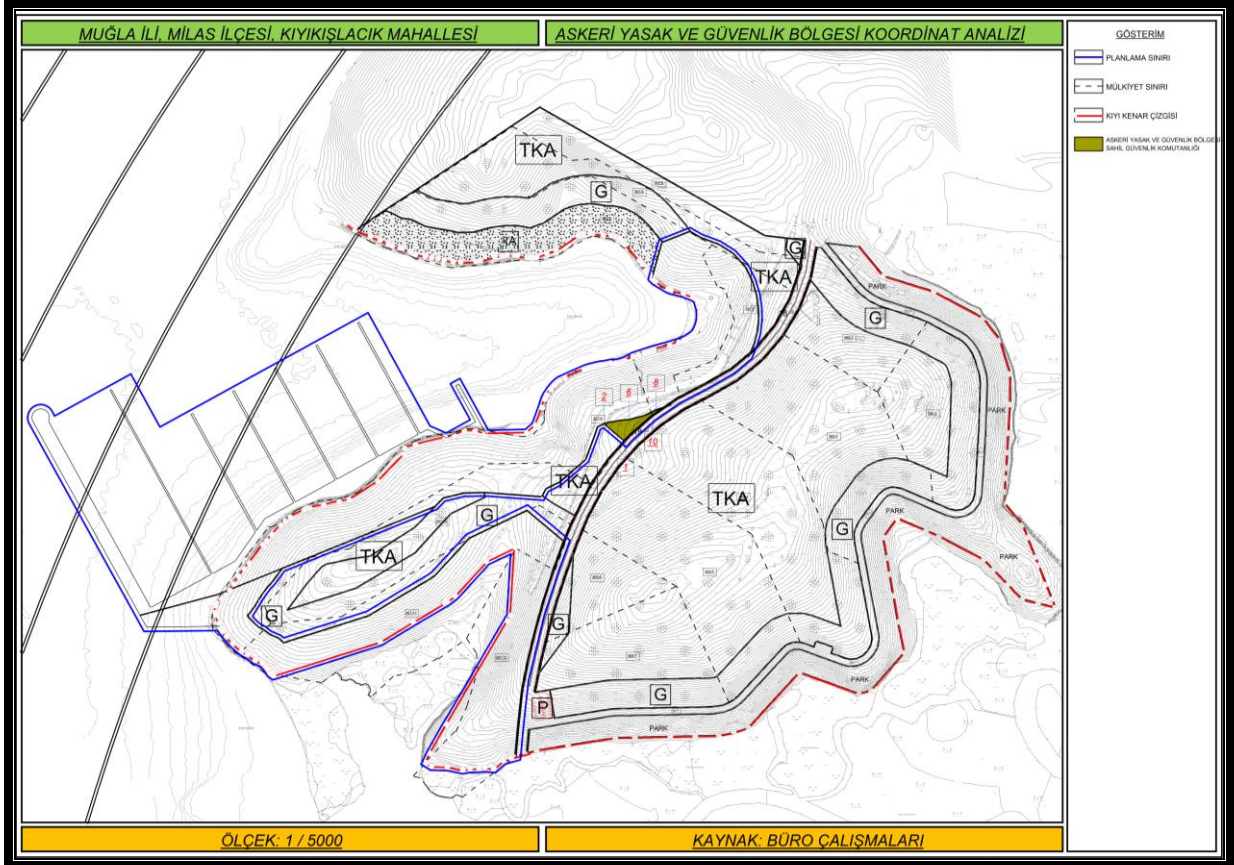 MUĞLA İLİ, MİLAS İLÇESİ, KIYIKIŞLACIK MAHALLESİ
ASKERİ YASAK VE GÜVENLİK BÖLGESİ KOORDİNAT ANALİZİ
GÖSTERİM
PLANLAMA SINIRI
MÜLKİYET SINIRI
KIYI KENAR ÇİZGİSİ
ASKERİ YASAK VE GÜVENLİK BÖLGESİ
SAHİL GÜVENLİK KOMUTANLIĞI
TKA
G
G
TKA
PARK
G
2
6
8
PARK
10
1
TKA
TKA
G
PARK
G
TKA
PARK
G
G
PARK
G
P
PARK
ÖLÇEK: 1 / 5000
KAYNAK: BÜRO ÇALIŞMALARI